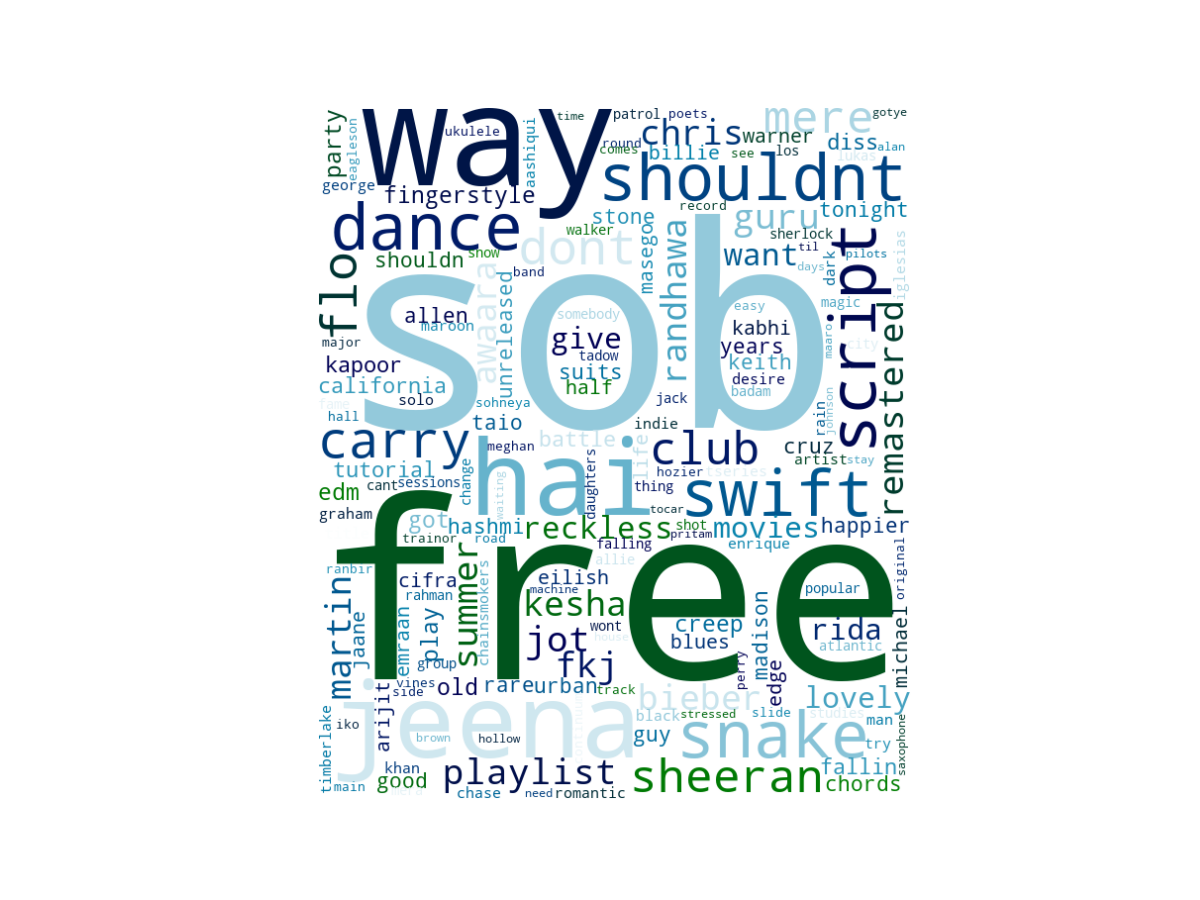 way
time
patrol
poets
mere
gotye
party
eagleson
ukulele
aashiqui
round
comes
chris
warner
billie
see
los
diss
alan
lukas
george
fingerstyle
shouldnt
dance
stone
record
guru
tonight
shouldn
show
dont
walker
masegoe
randhawa
want
sherlock
til
dark
pilots
script
iglesias
flo
awaara
unreleased
band
sob
days
allen
maroon
somebody
give
tadow
suits
half
easy
kabhi
years
keith
desire
badam
magic
maaro
city
remastered
major
kapoor
california
fame
hall
solo
sohneya
jack
rain
johnson
carry
taio
battle
indie
club
cruz
meghan
hai
life
artist
stay
tutorial
cant
sessions
change
waiting
daughters
hozier
tseries
thing
swift
edm
graham
got
hashmi
tocar
reckless
shot
pritam
movies
happier
trainor
road
falling
enrique
original
free
allie
ranbir
martin
jaane
cifra
rahman
emraan
play
group
summer
chainsmokers
eilish
machine
kesha
wont
house
jot
fkj
creep
blues
madison
popular
rida
atlantic
michael
perry
edge
vines
side
old
rare
urban
track
bieber
lovely
arijit
jeena
black
stressed
slide
studies
man
timberlake
iko
brown
hollow
guy
snake
try
saxophone
khan
main
good
playlist
sheeran
fallin
chords
chase
need
romantic